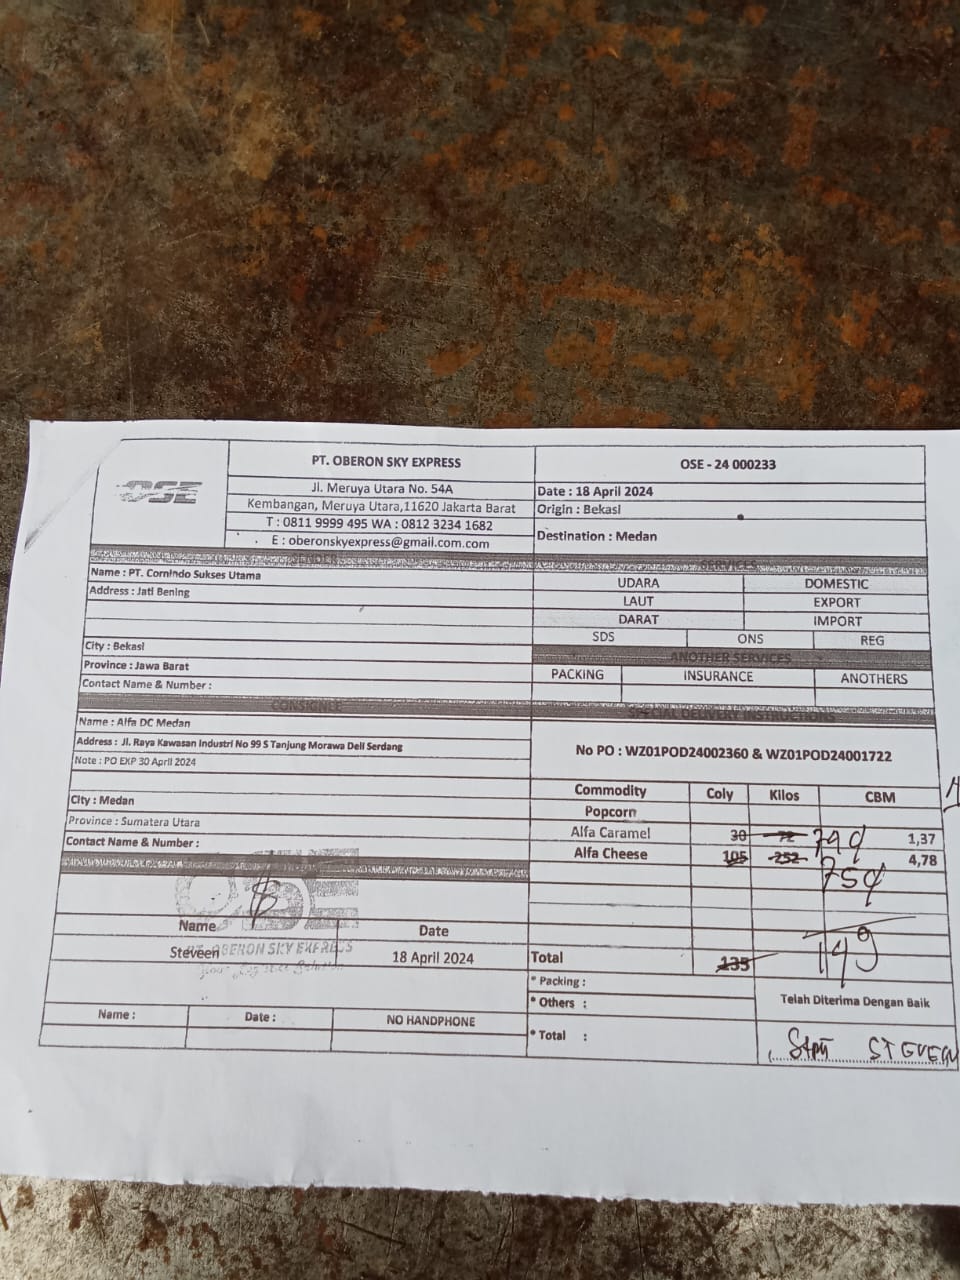 OSE
PT. OBERON SKY EXPRESS
Jl. Meruya Utara No. 54A
Kembangan, Meruya Utara,11620 Jakarta Barat
T : 0811 9999 495 WA : 0812 3234 1682
E : oberonskyexpress@gmail.com.com
OSE - 24 000233
Date : 18 April 2024
Origin : Bekasi
Destination : Medan
SENDER
Name : PT. Cornindo Sukses Utama
Address : Jati Bening
City : Bekasi
Province : Jawa Barat
Contact Name & Number :
SERVICES
UDARA DOMESTIC
LAUT EXPORT
DARAT IMPORT
SDS ONS REG
ANOTHER SERVICES
PACKING INSURANCE ANOTHERS
CONSIGNEE
Name : Alfa DC Medan
Address : Jl. Raya Kawasan Industri No 99 S Tanjung Morawa Deli Serdang
Note : PO EXP 30 April 2024
City : Medan
Province : Sumatera Utara
Contact Name & Number :
SPECIAL DELIVERY INSTRUCTIONS
No PO : WZ01POD24002360 & WZ01POD24001722
Commodity Coly Kilos CBM
Popcorn
Alfa Caramel 30 72 1,37
Alfa Cheese 105 252 4,78
Total 135
149
* Packing :
* Others :
* Total :
Telah Diterima Dengan Baik
STEVEEN
OSE
PT. OBERON SKY EXPRESS
Name Date
Steveen 18 April 2024
Name : Date : NO HANDPHONE